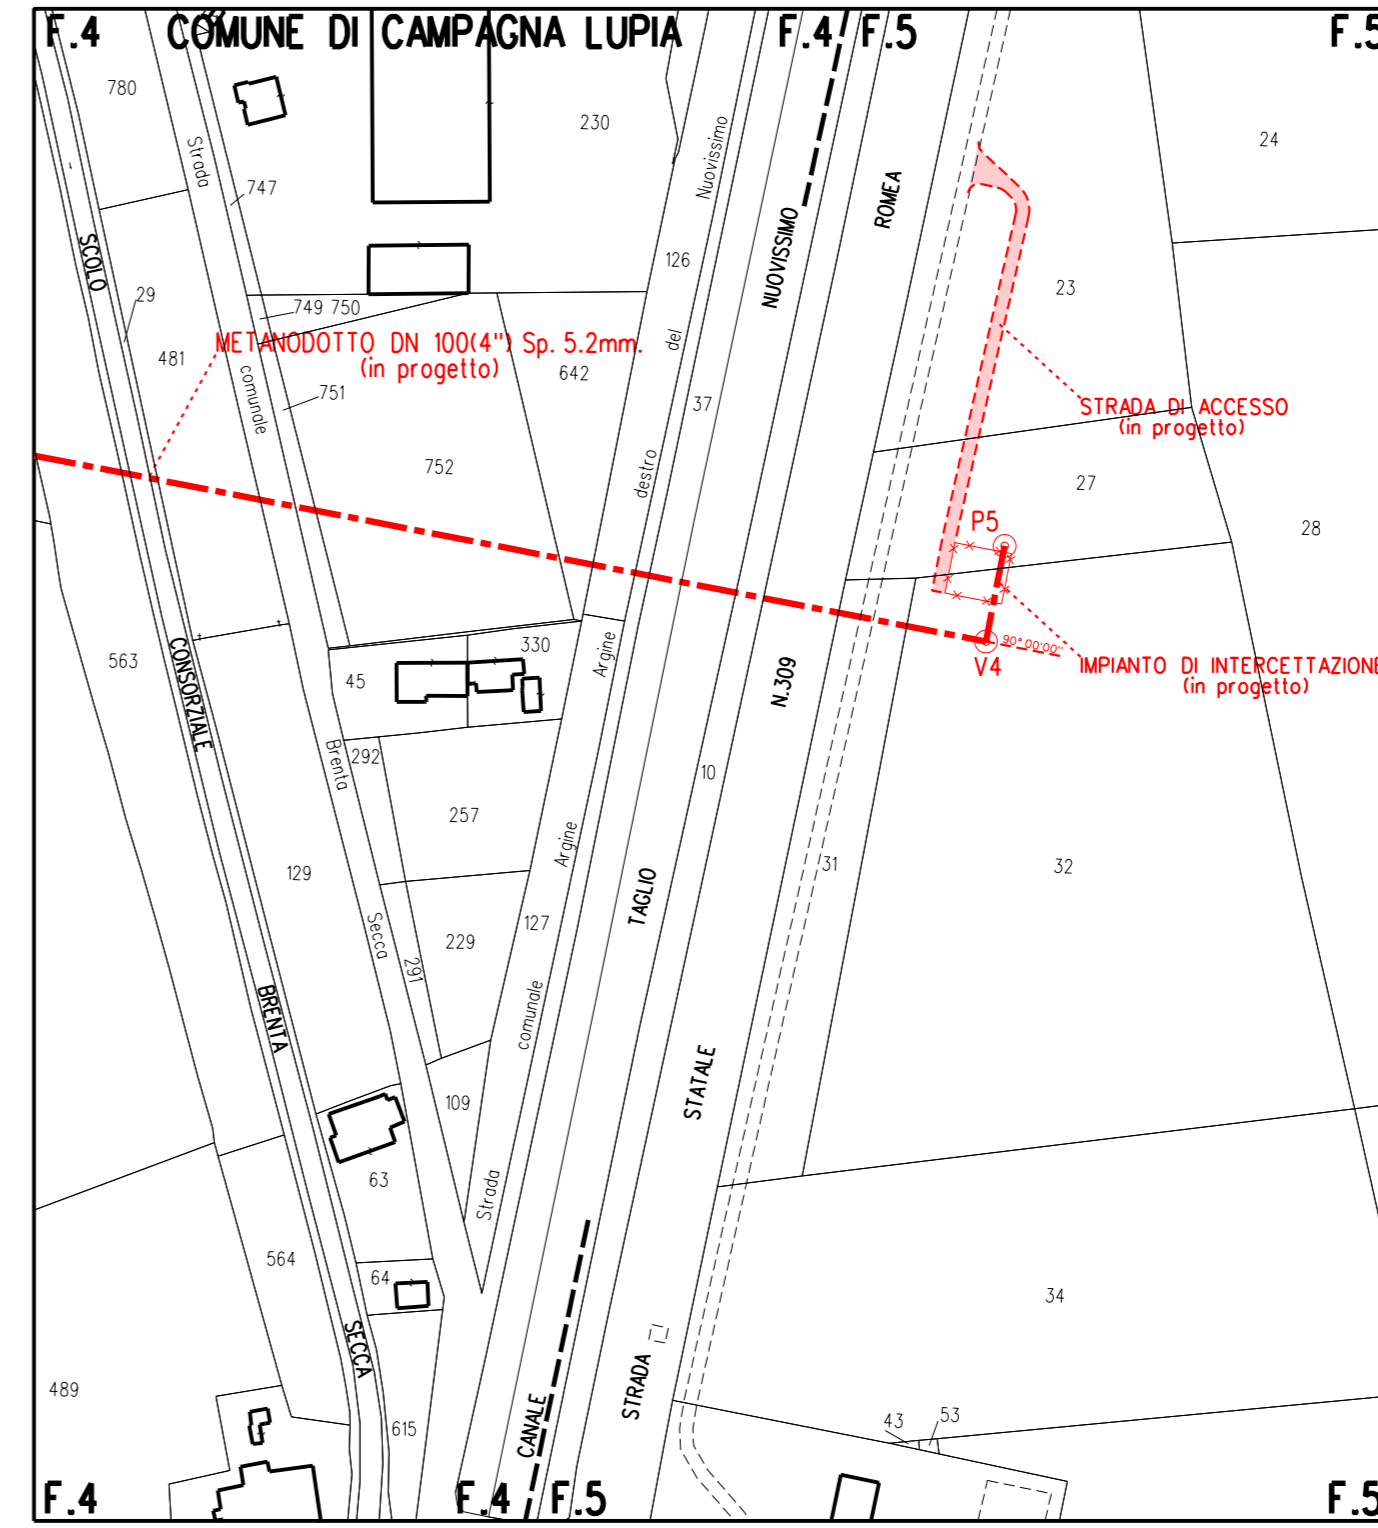 F.4
COMUNE DI CAMPAGNA LUPIA
F.4
F.5
F.5
780
230
24
Strada
747
Nuovissimo
ROMEA
SCOLO
126
NUOVISSIMO
29
749 750
23
481
METANODOTTO DN 100(4") Sp. 5.2mm.
(in progetto)
642
del
comunale
751
37
STRADA DI ACCESSO
(in progetto)
752
destro
27
P5
28
563
CONSORZIALE
45
330
Argine
N.309
90°00'00"
V4
IMPIANTO DI INTERCETTAZIONE
(in progetto)
Brenta
292
10
257
Argine
129
31
32
TAGLIO
Secca
229
127
291
BRENTA
comunale
STATALE
109
63
Strada
564
64
34
SECCA
489
STRADA
615
CANALE
43
53
F.4
F.4
F.5
F.5